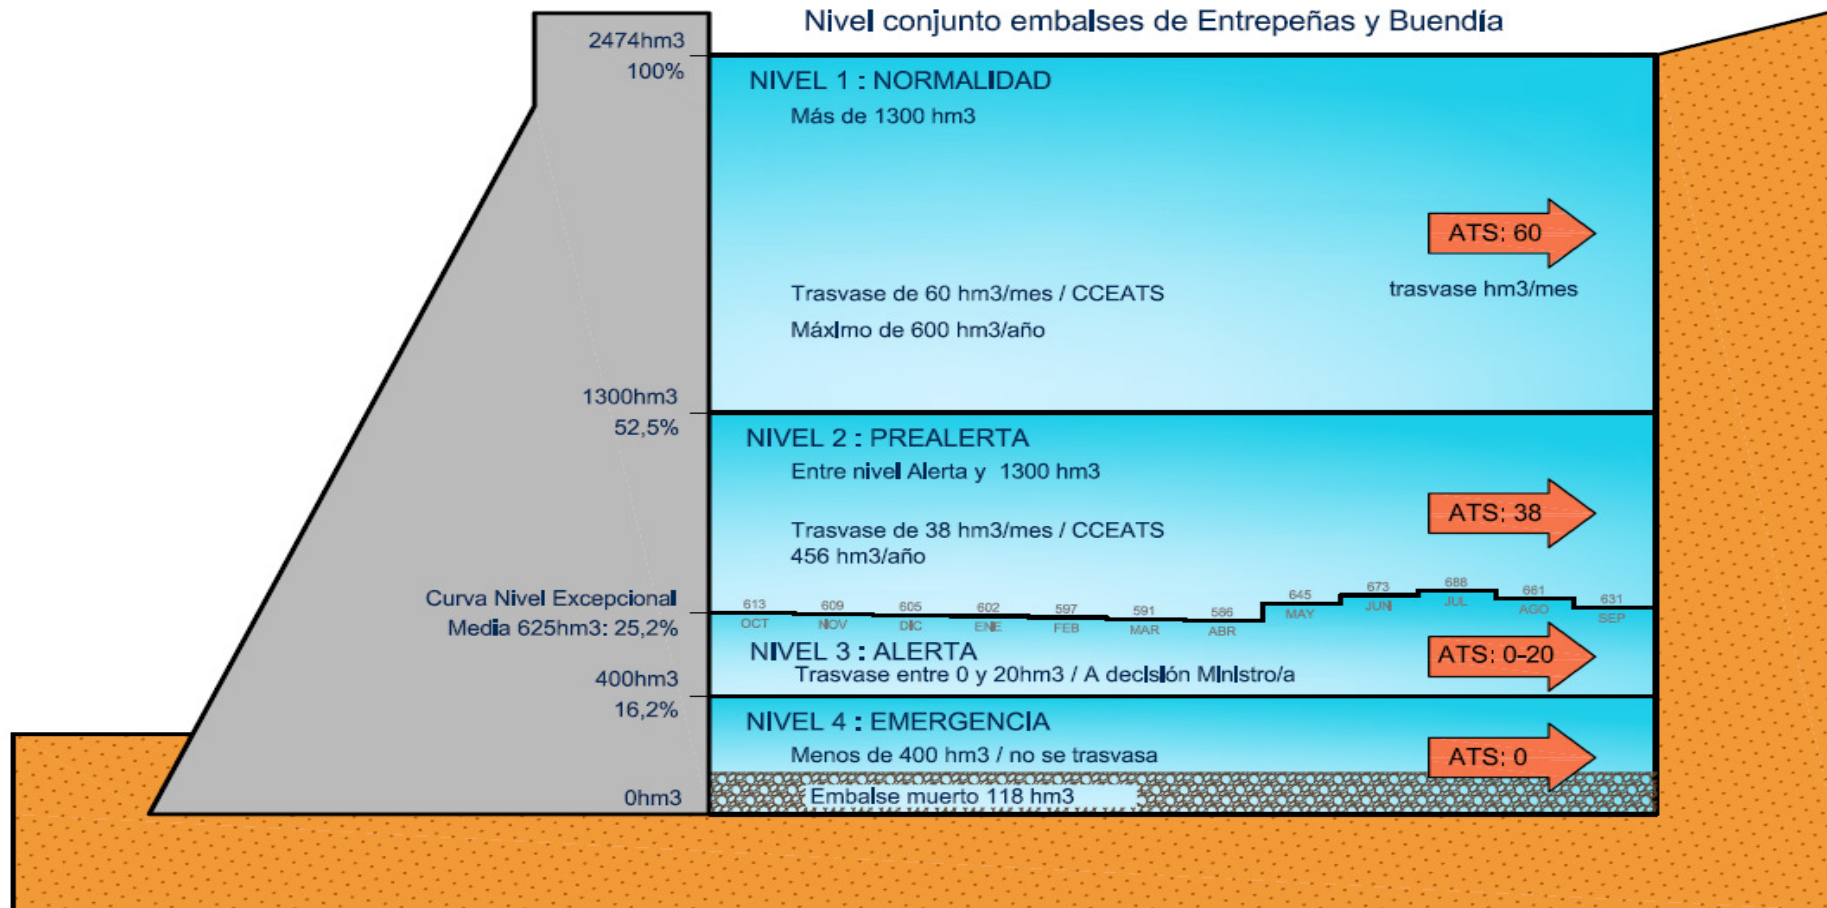 Nivel conjunto embalses de Entrepeñas y Buendía
2474hm3
100%
NIVEL 1 : NORMALIDAD
Más de 1300 hm3
ATS: 60
trasvase hm3/mes
Trasvase de 60 hm3/mes / CCEATS
Máximo de 600 hm3/año
1300hm3
52,5%
NIVEL 2 : PREALERTA
Entre nivel Alerta y 1300 hm3
ATS: 38
Trasvase de 38 hm3/mes / CCEATS
456 hm3/año
Curva Nivel Excepcional
Media 625hm3: 25,2%
613 609 605 602 597 591 586 645 673 688 661 631
OCT NOV DIC ENE FEB MAR ABR MAY JUNI JUL AGO SEP
NIVEL 3 : ALERTA
Trasvase entre 0 y 20hm3 / A decisión Ministro/a
ATS: 0-20
400hm3
16,2%
NIVEL 4 : EMERGENCIA
Menos de 400 hm3 / no se trasvasa
ATS: 0
Embalse muerto 118 hm3
0hm3